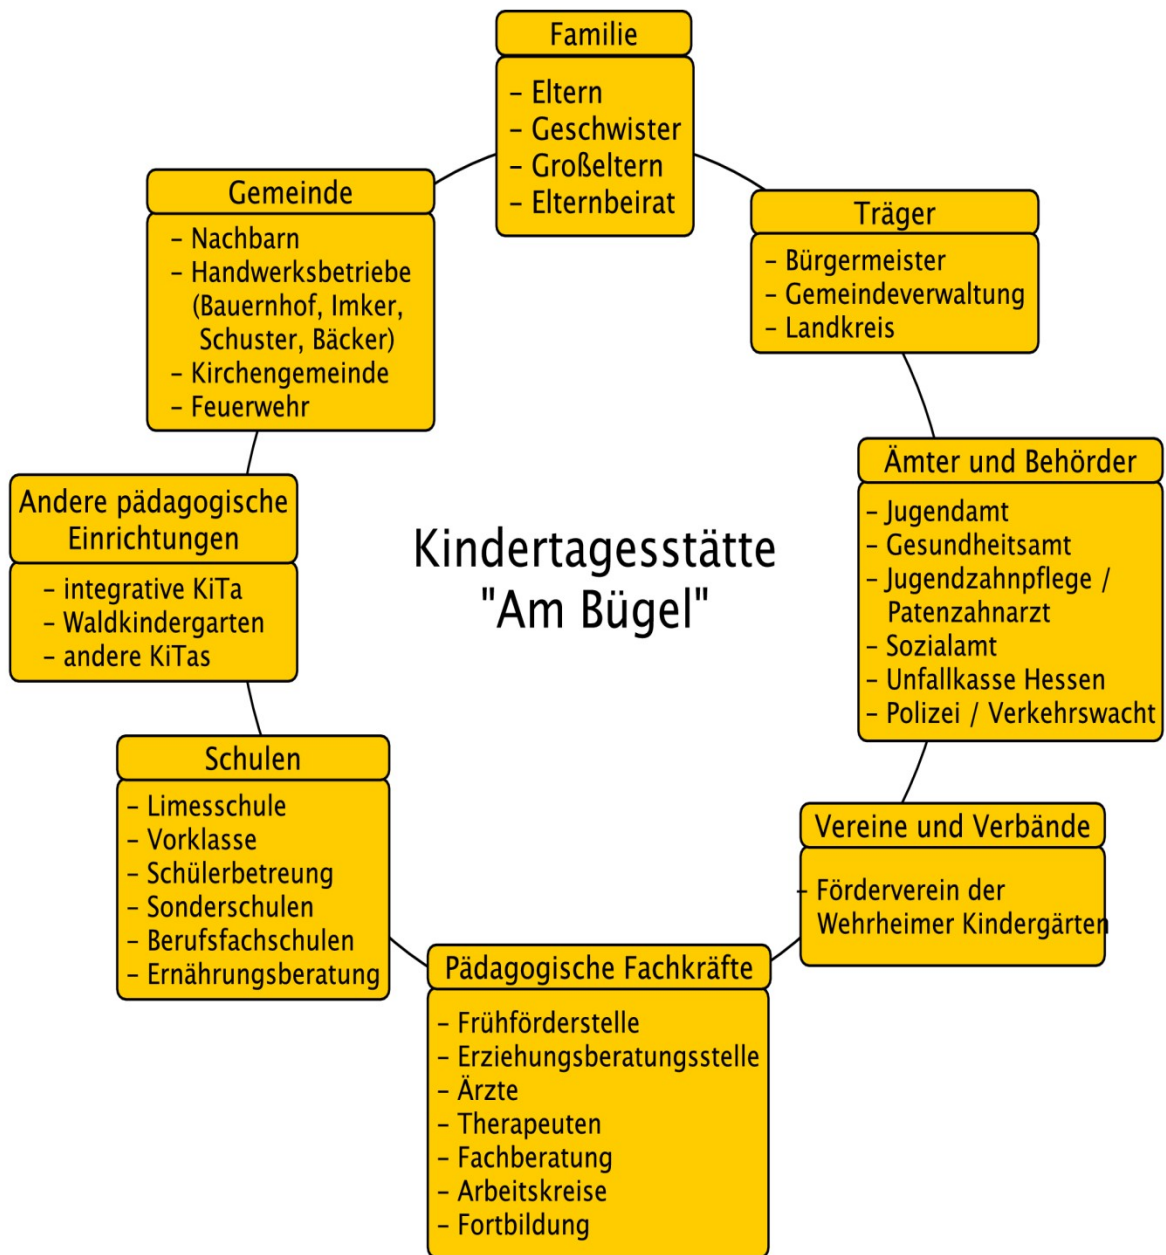 Familie
– Eltern
– Geschwister
– Großeltern
– Elternbeirat
Träger
– Bürgermeister
– Gemeindeverwaltung
– Landkreis
Ämter und Behörder
– Jugendamt
– Gesundheitsamt
– Jugendzahnpflege /
Patenzahnarzt
– Sozialamt
– Unfallkasse Hessen
– Polizei / Verkehrswacht
Vereine und Verbände
– Förderverein der
Wehrheimer Kindergärten
Pädagogische Fachkräfte
– Frühförderstelle
– Erziehungsberatungsstelle
– Ärzte
– Therapeuten
– Fachberatung
– Arbeitskreise
– Fortbildung
Schulen
– Limesschule
– Vorklasse
– Schülerbetreung
– Sonderschulen
– Berufsfachschulen
– Ernährungsberatung
Andere pädagogische
Einrichtungen
– integrative KiTa
– Waldkindergarten
– andere KiTas
Gemeinde
– Nachbarn
– Handwerksbetriebe
(Bauernhof, Imker,
Schuster, Bäcker)
– Kirchengemeinde
– Feuerwehr
Kindertagesstätte
"Am Bügel"